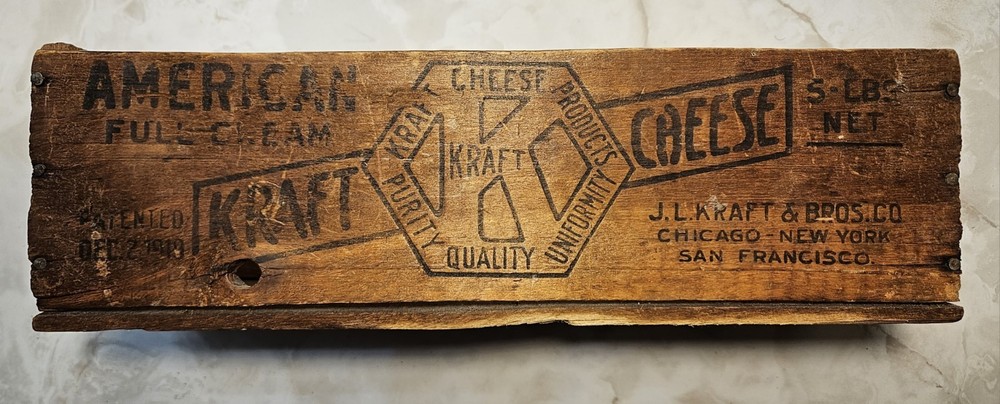 AMERICAN
FULL CREAM
KRAFT
CHEESE
PRODUCTS
KRAFT
PURITY
QUALITY
UNIFORMITY
KRAFT
CHEESE
5-LBS
NET
PATENTED
DEC. 2 1919
J.L.KRAFT & BROS.CO
CHICAGO - NEW YORK
SAN FRANCISCO.